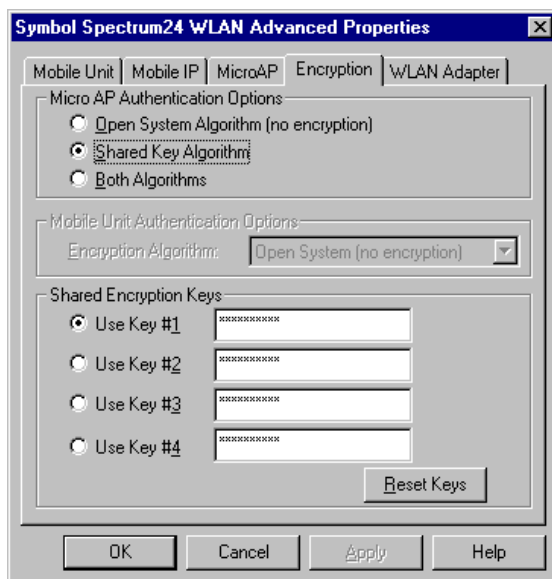 Symbol Spectrum24 WLAN Advanced Properties
Mobile Unit Mobile IP MicroAP Encryption WLAN Adapter
Micro AP Authentication Options
Open System Algorithm (no encryption)
Shared Key Algorithm
Both Algorithms
Mobile Unit Authentication Options
Encryption Algorithm: Open System (no encryption)
Shared Encryption Keys
Use Key #1 **********
Use Key #2 **********
Use Key #3 **********
Use Key #4 **********
Reset Keys
OK Cancel Apply Help